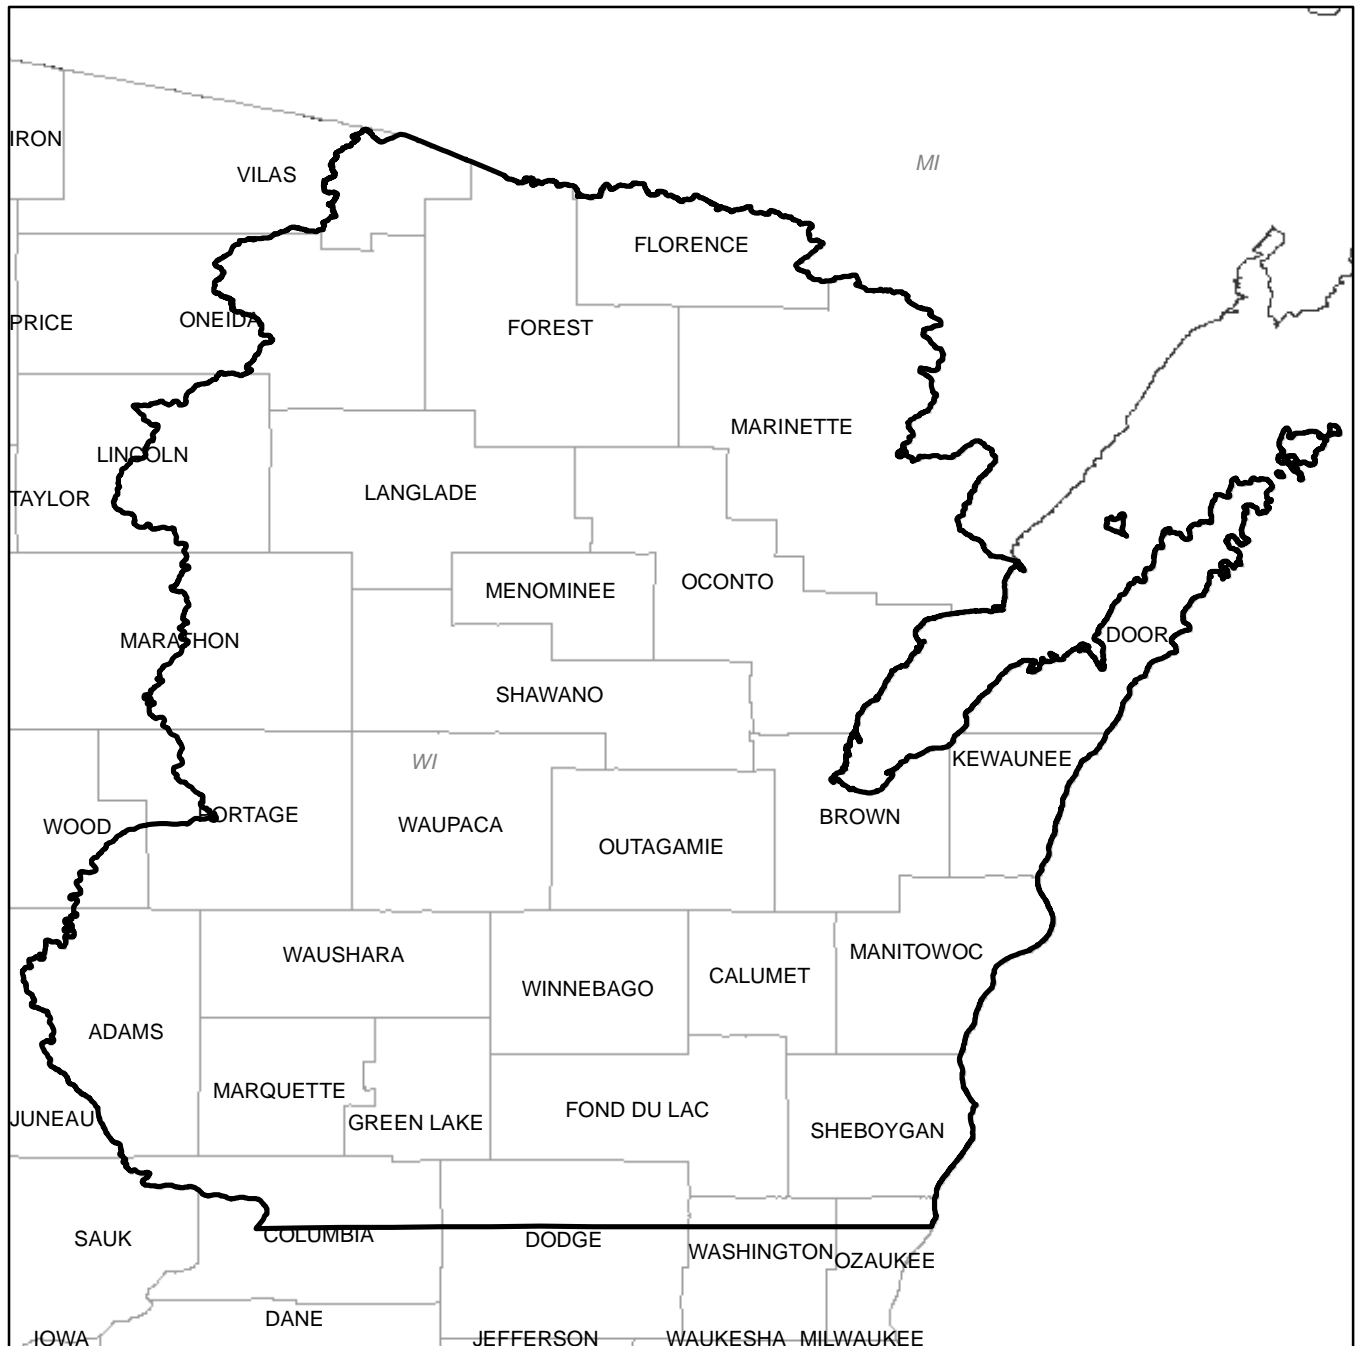 IRON
MI
VILAS
FLORENCE
PRICE
ONEIDA
FOREST
MARINETTE
LINCOLN
TAYLOR
LANGLADE
MENOMINEE
OCONTO
MARATHON
DOOR
SHAWANO
WI
KEWAUNEE
WOOD
PORTAGE
WAUPACA
BROWN
OUTAGAMIE
WAUSHARA
MANITOWOC
WINNEBAGO
CALUMET
ADAMS
MARQUETTE
JUNEAU
GREEN LAKE
FOND DU LAC
SHEBOYGAN
SAUK
COLUMBIA
DODGE
WASHINGTON
OZAUKEE
DANE
IOWA
JEFFERSON
WAUKESHA
MILWAUKEE